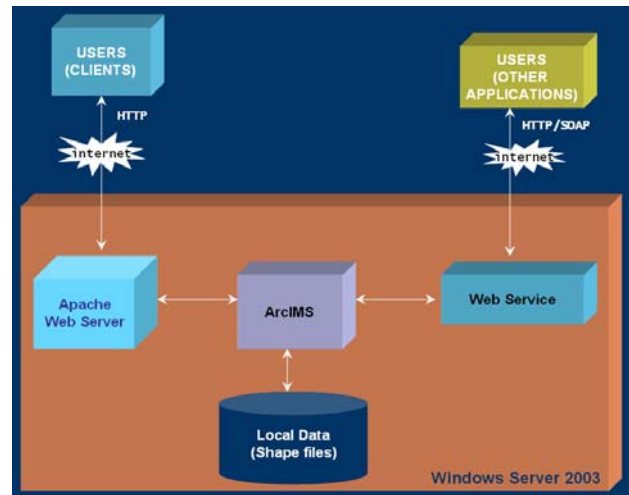 USERS
(CLIENTS)
USERS
(OTHER
APPLICATIONS)
HTTP
HTTP/SOAP
internet
internet
Apache
Web Server
ArcIMS
Web Service
Local Data
(Shape files)
Windows Server 2003